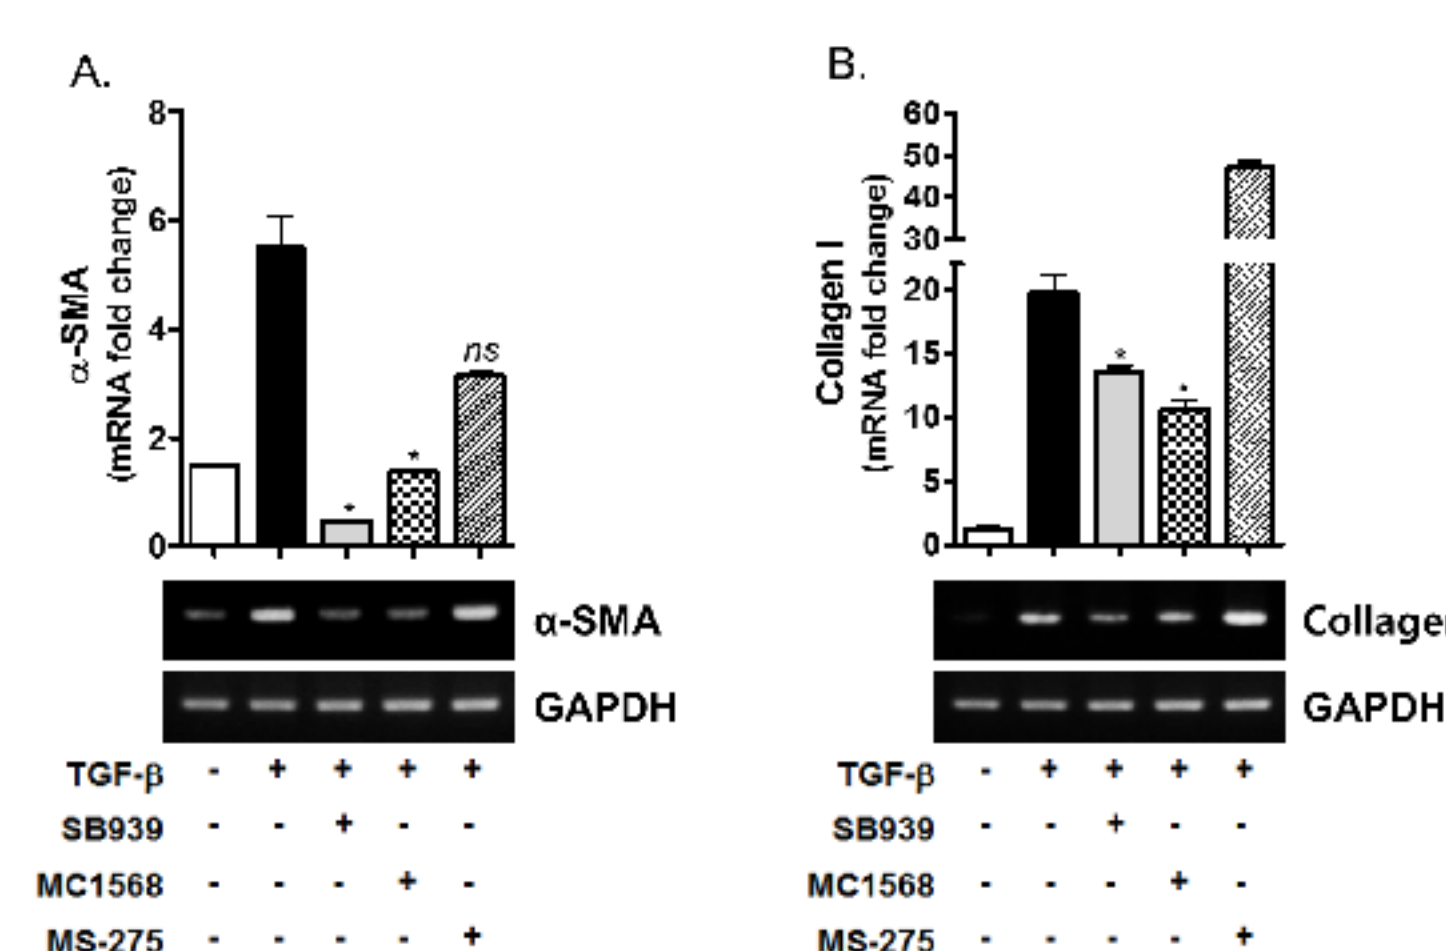 A.
α-SMA
(mRNA fold change)
8
6
4
2
0
*
*
ns
α-SMA
GAPDH
TGF-β - + + + +
SB939 - - + - -
MC1568 - - - + -
MS-275 - - - - +
B.
Collagen I
(mRNA fold change)
60
50
40
30
20
15
10
5
0
*
*
Collage
GAPDH
TGF-β - + + + +
SB939 - - + - -
MC1568 - - - + -
MS-275 - - - - +